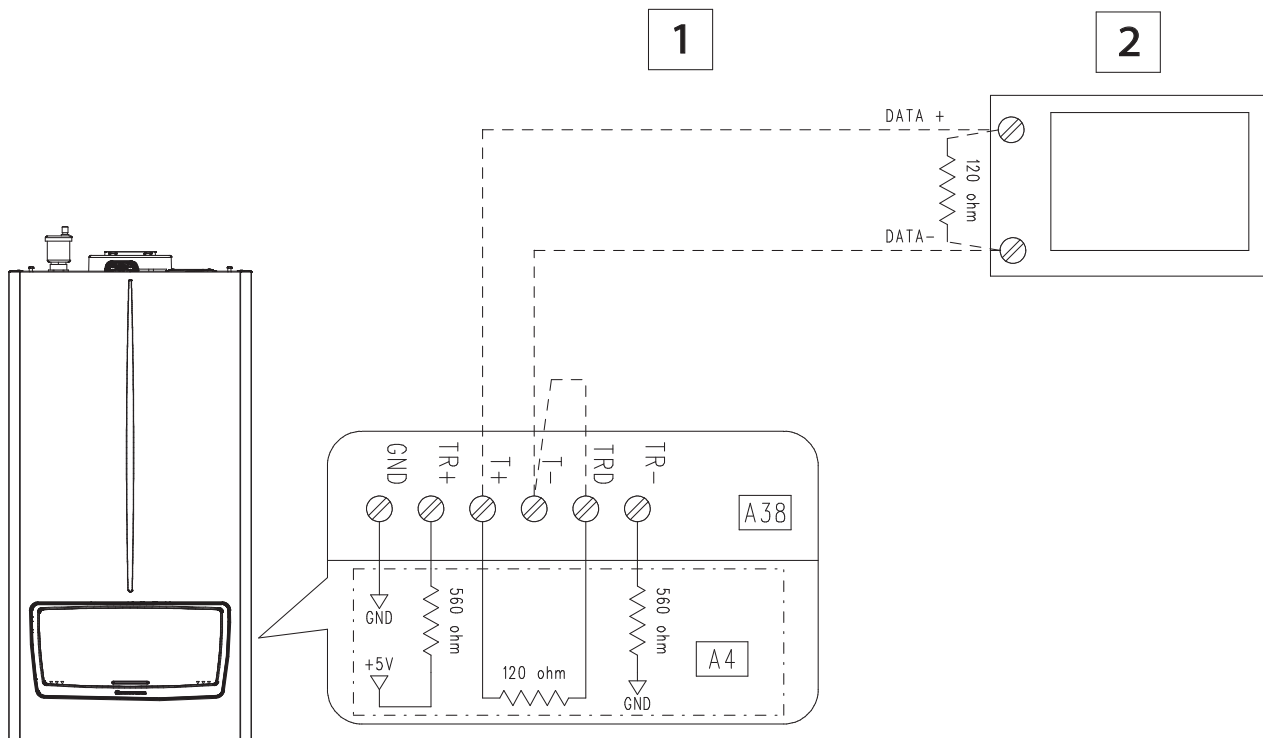 1
2
DATA +
120 ohm
DATA-
GND
TR+
T+
T-
TRD
TR-
A38
GND
560 ohm
+5V
120 ohm
560 ohm
GND
A4